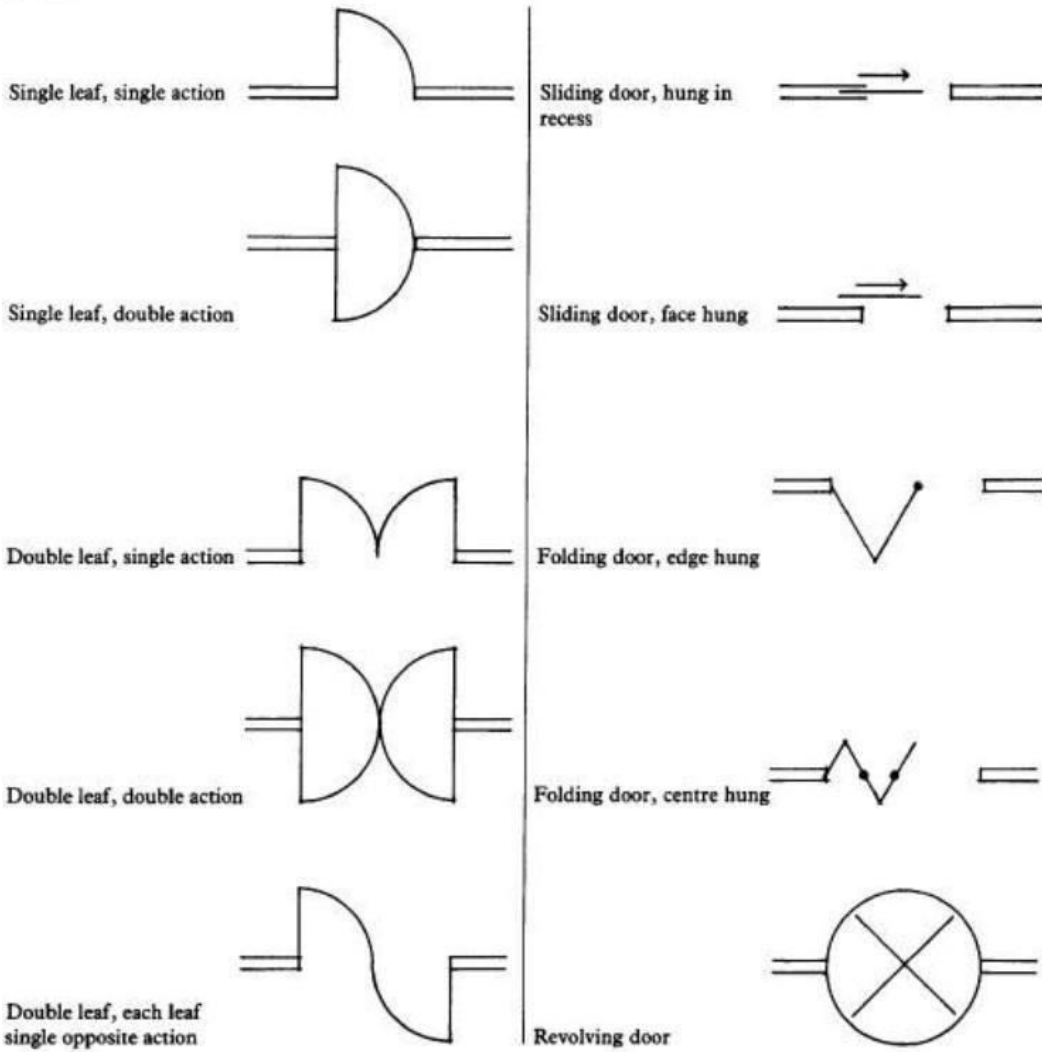 Single leaf, single action
Single leaf, double action
Double leaf, single action
Double leaf, double action
Double leaf, each leaf
single opposite action
Sliding door, hung in
recess
Sliding door, face hung
Folding door, edge hung
Folding door, centre hung
Revolving door